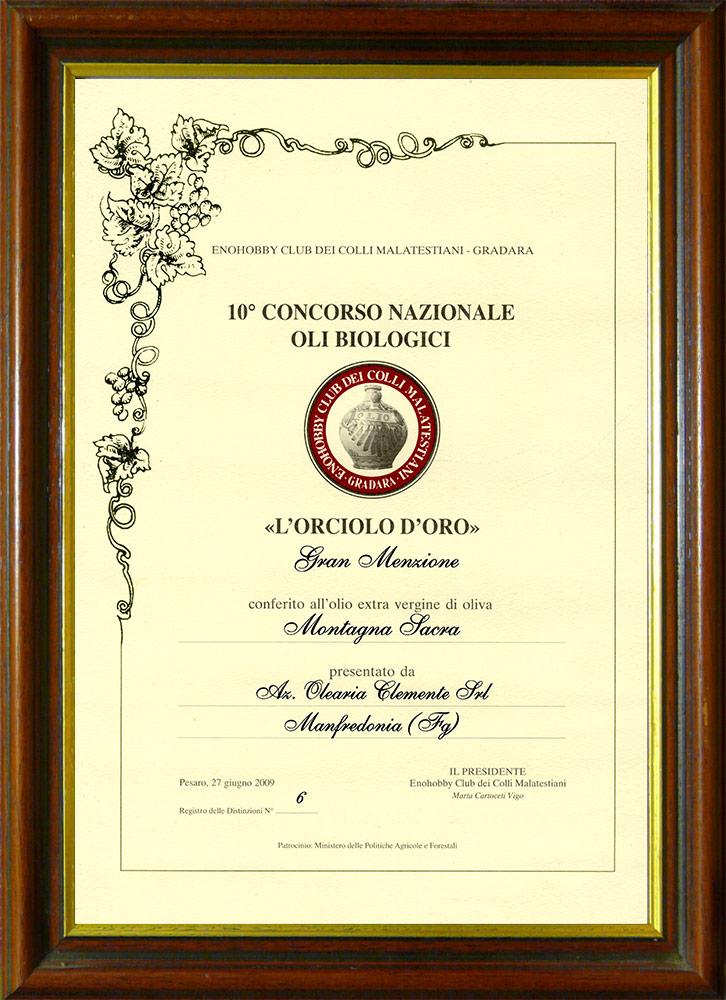 ENOHOBBY CLUB DEI COLLI MALATESTIANI - GRADARA
10° CONCORSO NAZIONALE
OLI BIOLOGICI
ENOHOBBY CLUB DEI COLLI MALATESTIANI
· GRADARA ·
«L'ORCIOLO D'ORO»
Gran Menzione
conferito all'olio extra vergine di oliva
Montagna Sacra
presentato da
Az. Olearia Clemente Srl
Manfredonia (Fg)
IL PRESIDENTE
Pesaro, 27 giugno 2009
Enohobby Club dei Colli Malatestiani
Marta Cartoceti Vigo
Registro delle Distinzioni N° 6
Patrocinio: Ministero delle Politiche Agricole e Forestali